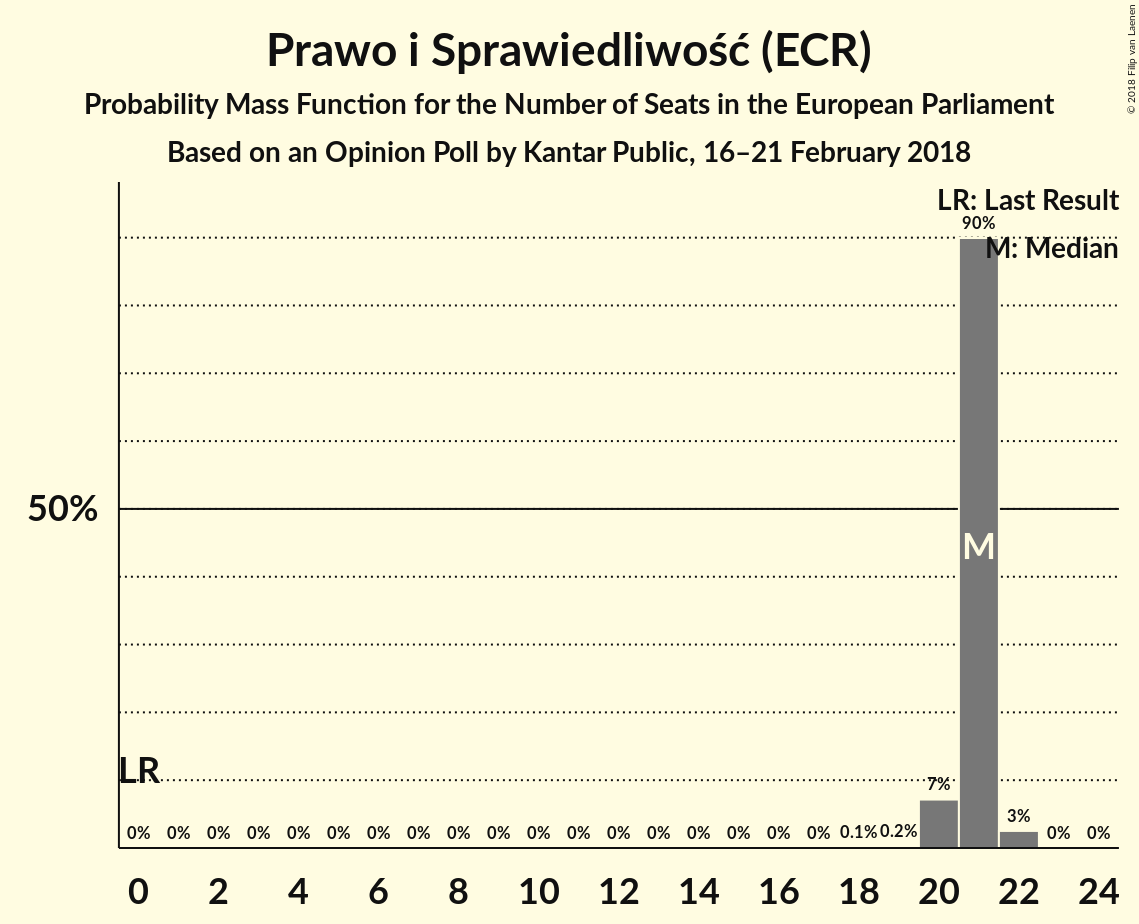 Prawo i Sprawiedliwość (ECR)
Probability Mass Function for the Number of Seats in the European Parliament
Based on an Opinion Poll by Kantar Public, 16–21 February 2018
© 2018 Filip van Laenen
LR: Last Result
90%
M: Median
50%
M
LR
7%
3%
0% 0% 0% 0% 0% 0% 0% 0% 0% 0% 0% 0% 0% 0% 0% 0% 0% 0% 0.1% 0.2% 0% 0%
0 2 4 6 8 10 12 14 16 18 20 22 24